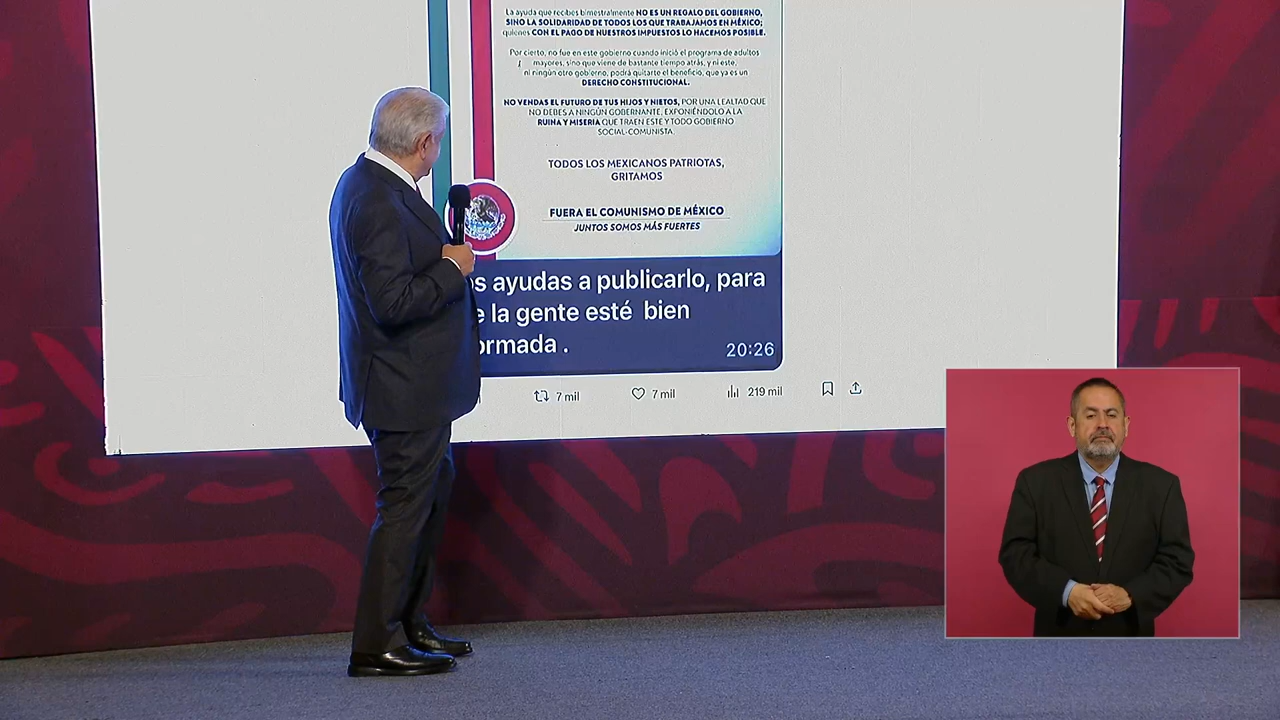 La ayuda que recibes bimestralmente NO ES UN REGALO DEL GOBIERNO,
SINO LA SOLIDARIDAD DE TODOS LOS QUE TRABAJAMOS EN MÉXICO;
quienes CON EL PAGO DE NUESTROS IMPUESTOS LO HACEMOS POSIBLE.
Por cierto, no fue en este gobierno cuando inició el programa de adultos
mayores, sino que viene de bastante tiempo atrás, y ni este,
ni ningún otro gobierno, podrá quitarte el beneficio, que ya es un
DERECHO CONSTITUCIONAL.
NO VENDAS EL FUTURO DE TUS HIJOS Y NIETOS, POR UNA LEALTAD QUE
NO DEBES A NINGÚN GOBERNANTE, EXPONIÉNDOLO A LA
RUINA Y MISERIA QUE TRAEN ESTE Y TODO GOBIERNO
SOCIAL-COMUNISTA.
TODOS LOS MEXICANOS PATRIOTAS,
GRITAMOS
FUERA EL COMUNISMO DE MÉXICO
JUNTOS SOMOS MÁS FUERTES
os ayudas a publicarlo, para
e la gente esté bien
ormada .
20:26
7 mil
7 mil
219 mil